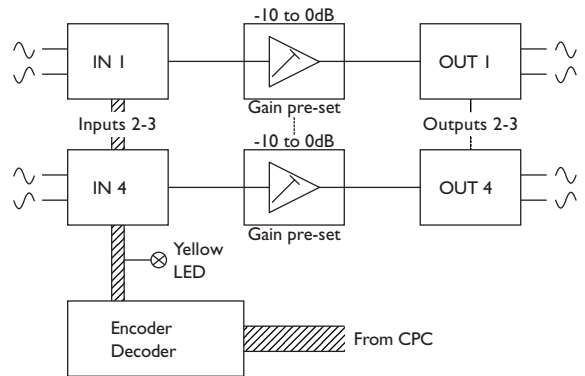 -10 to 0dB
IN 1
OUT 1
Gain pre-set
Inputs 2-3
Outputs 2-3
-10 to 0dB
IN 4
OUT 4
Gain pre-set
Yellow
LED
Encoder
Decoder
From CPC